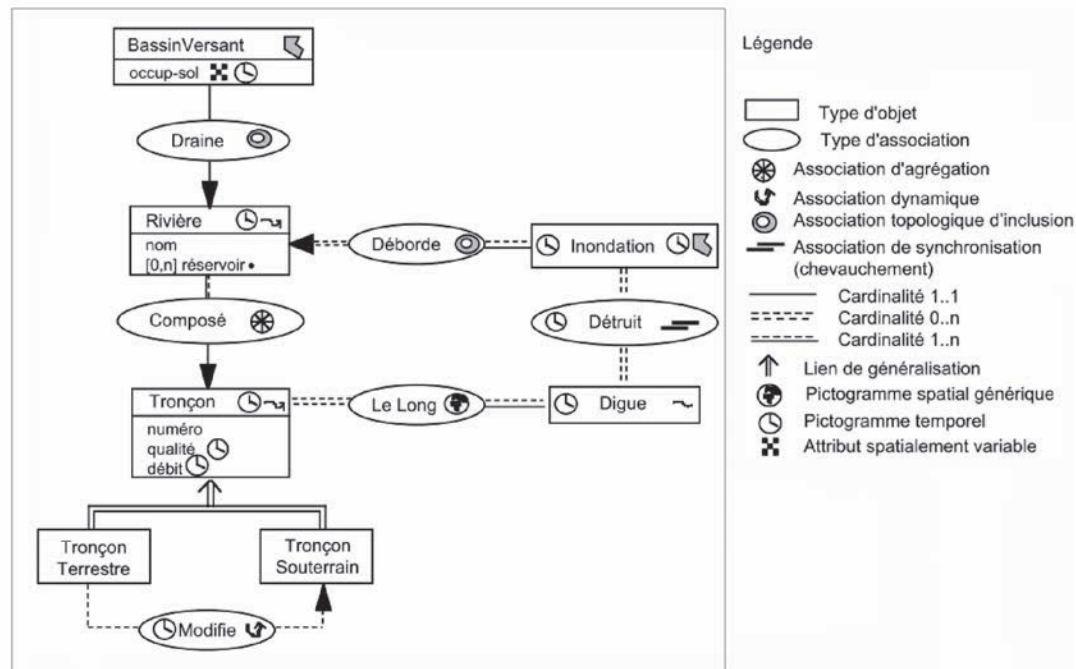 BassinVersant
occup-sol
Draine
Rivière
nom
[0,n] réservoir •
Déborde
Inondation
Composé
Détruit
Tronçon
numéro
qualité
débit
Le Long
Digue
Tronçon
Terrestre
Tronçon
Souterrain
Modifie
Légende
Type d'objet
Type d'association
Association d'agrégation
Association dynamique
Association topologique d'inclusion
Association de synchronisation
(chevauchement)
Cardinalité 1..1
Cardinalité 0..n
Cardinalité 1..n
Lien de généralisation
Pictogramme spatial générique
Pictogramme temporel
Attribut spatialement variable